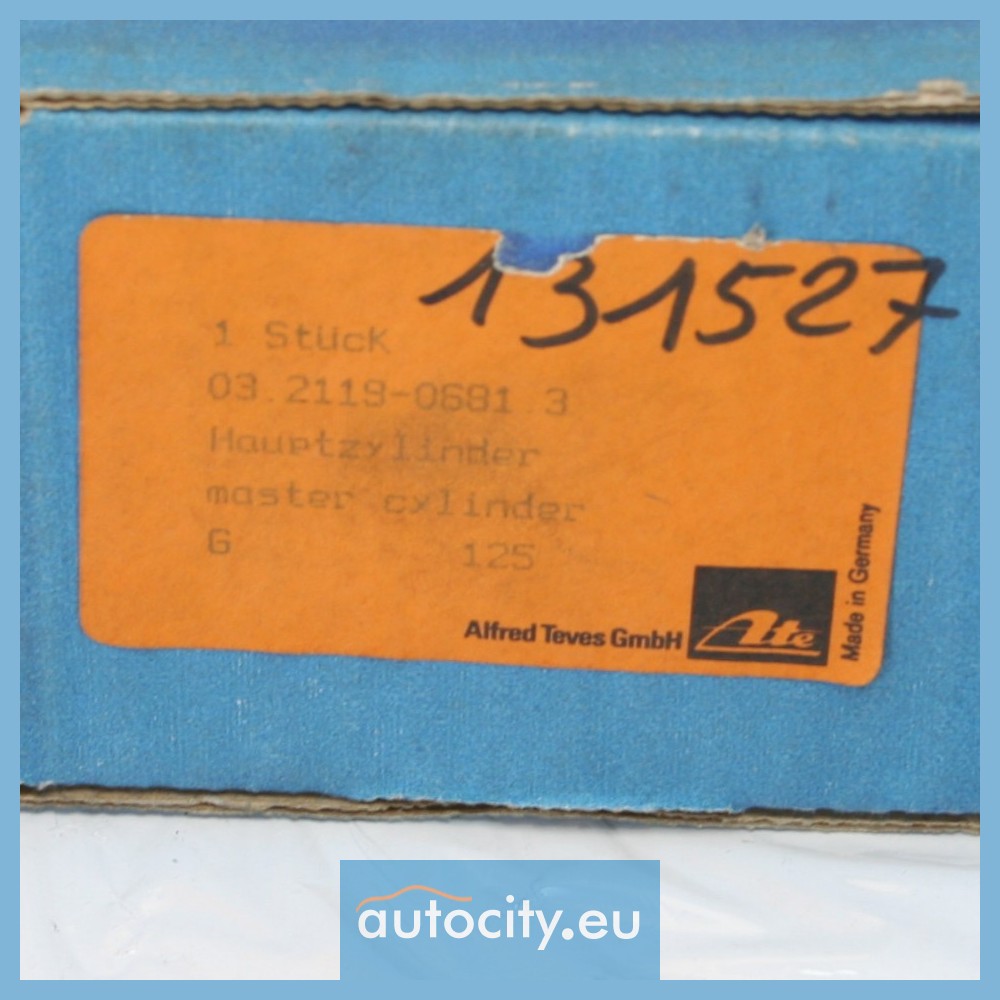 131527
1 Stück
03.2119-0681 3
Hauptzylinder
master cylinder
G 125
Alfred Teves GmbH
Ate
Made in Germany
autocity.eu